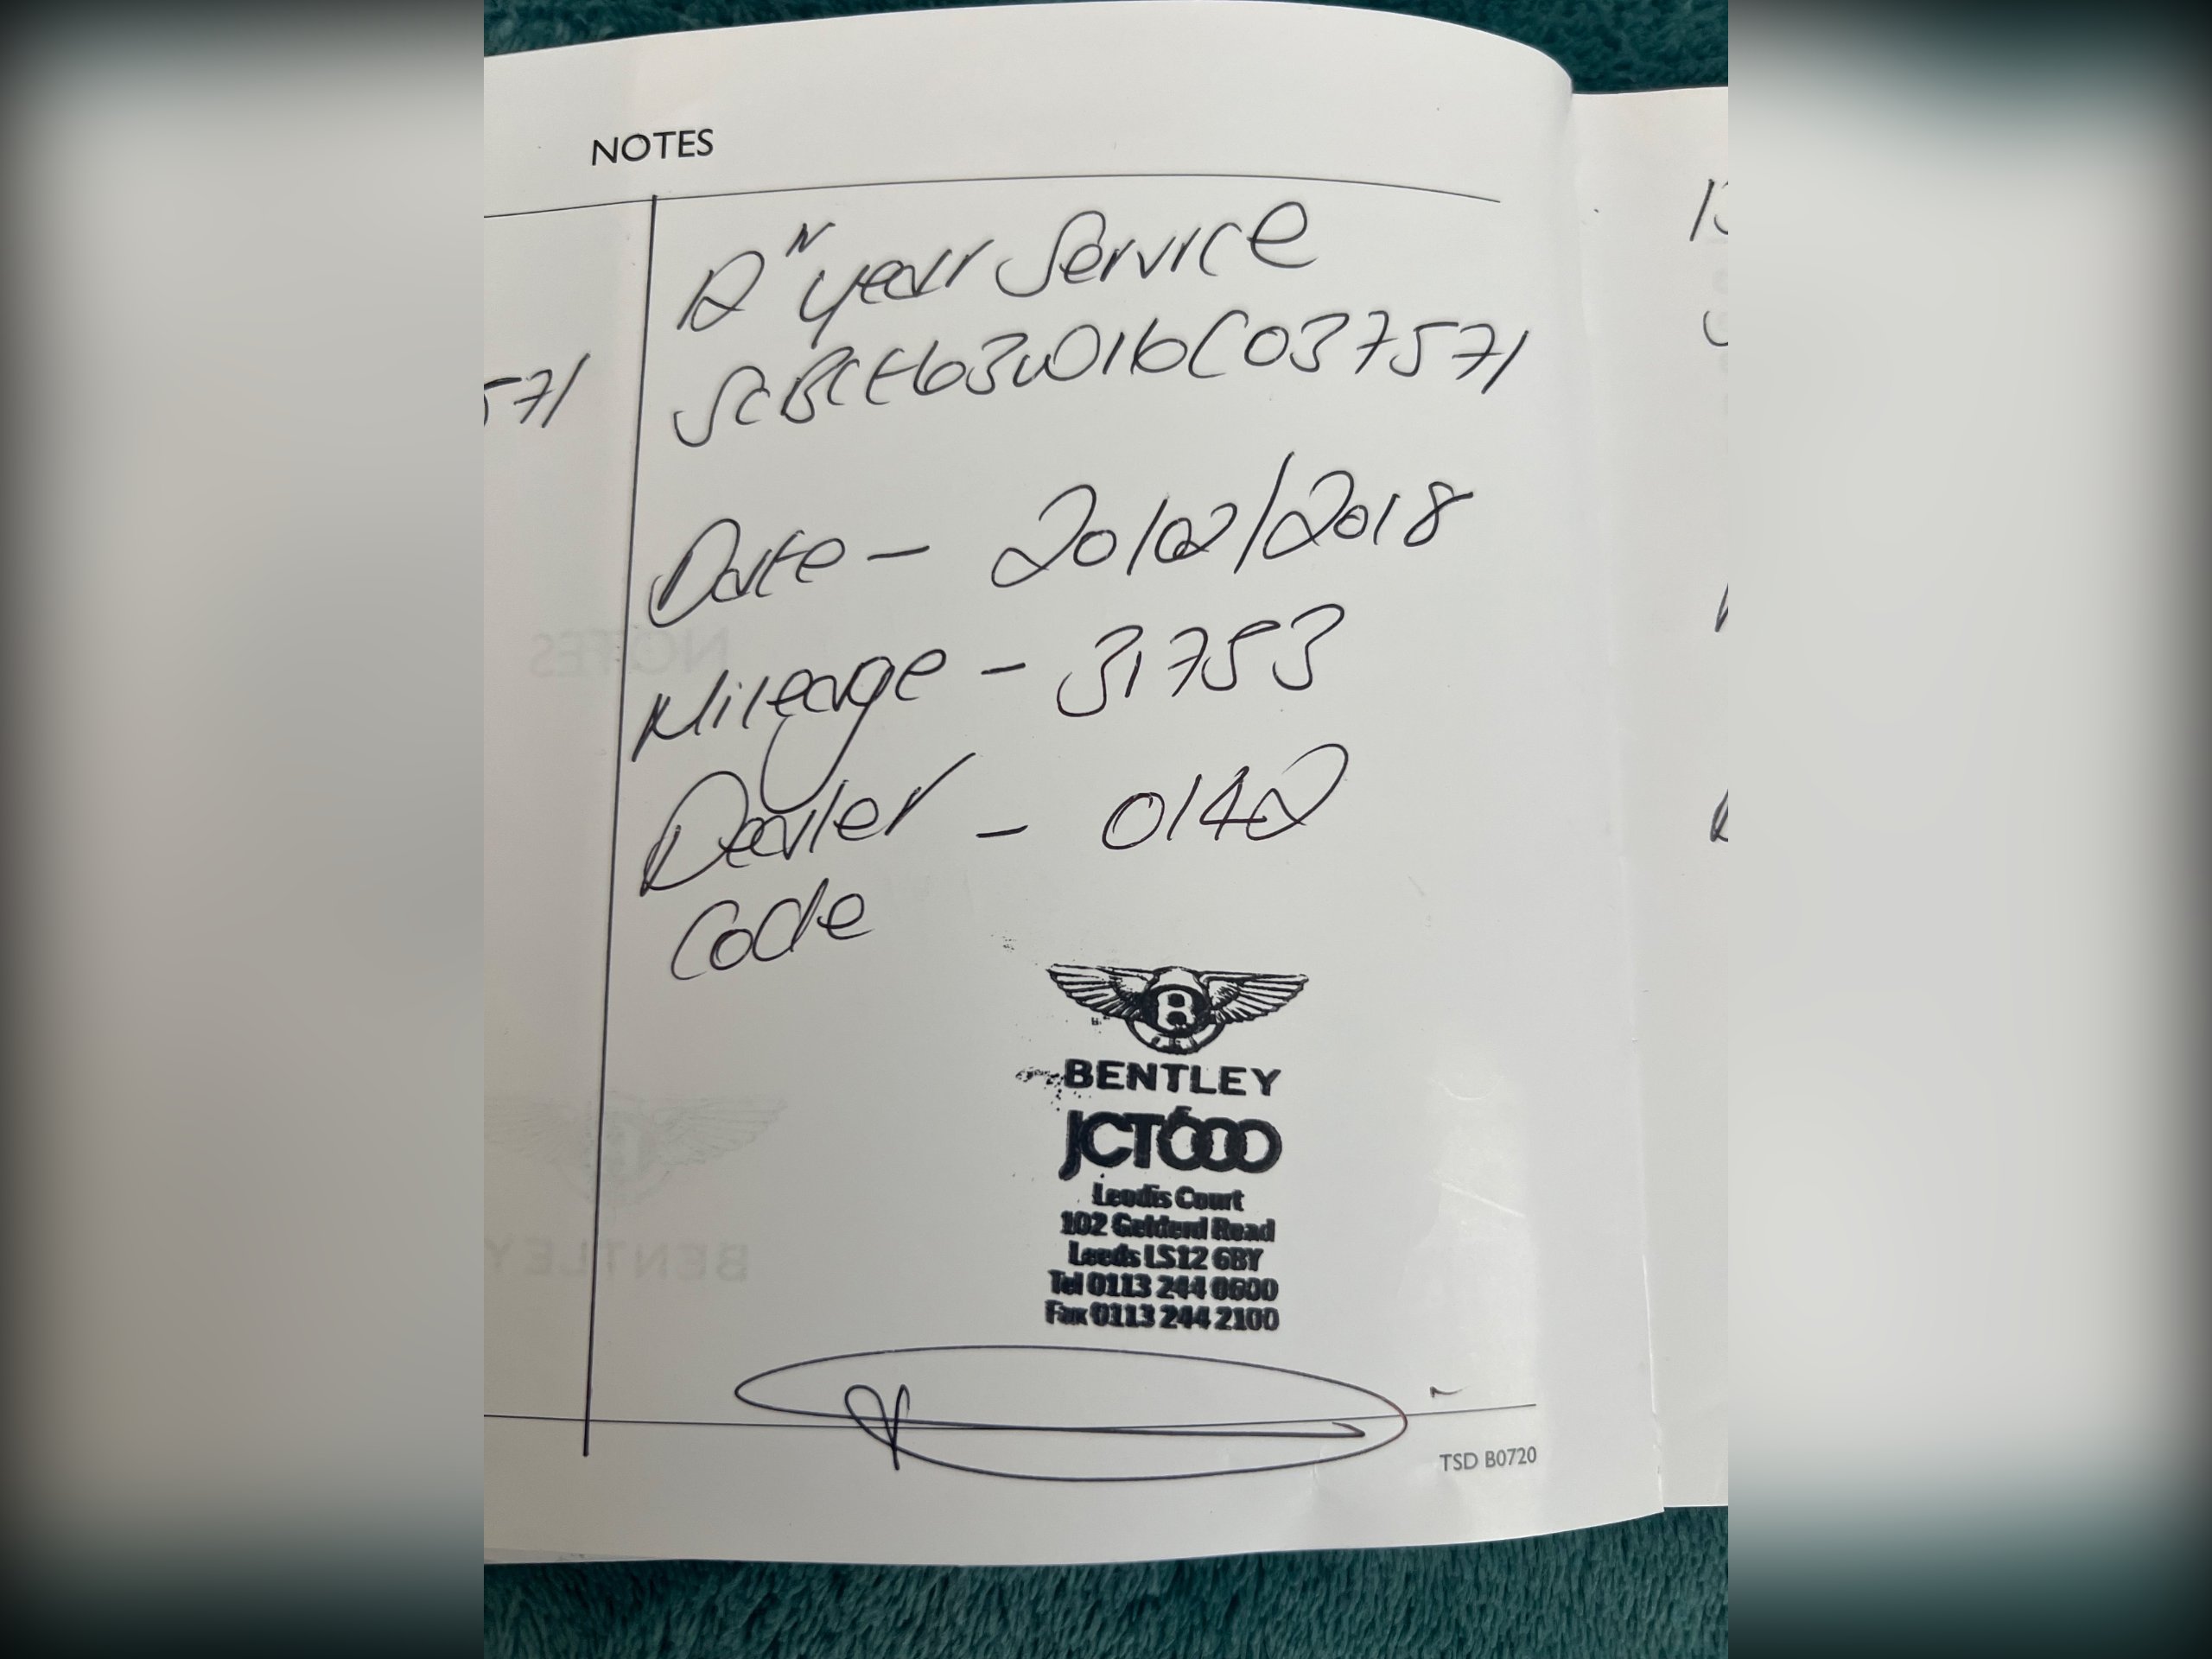 NOTES
12" year Service
SCBCE63W016C037571
571
Date - 20/02/2018
Mileage - 31753
Dealer - 0142
Code
BENTLEY
JCT600
Leodis Court
102 Gelderd Road
Leeds LS12 6BY
Tel 0113 244 0600
Fax 0113 244 2100
TSD B0720